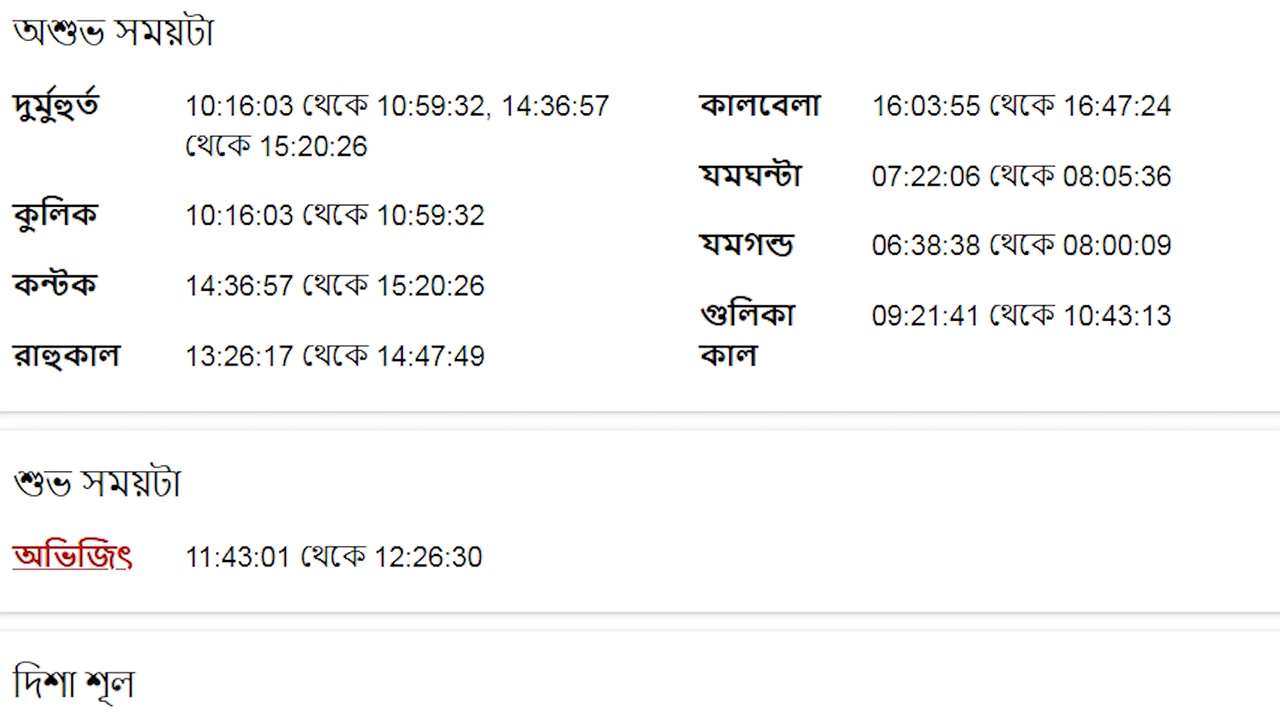 অশুভ সময়টা
দুর্মুহুর্ত 10:16:03 থেকে 10:59:32, 14:36:57
থেকে 15:20:26
কুলিক 10:16:03 থেকে 10:59:32
কন্টক 14:36:57 থেকে 15:20:26
রাহুকাল 13:26:17 থেকে 14:47:49
কালবেলা 16:03:55 থেকে 16:47:24
যমঘন্টা 07:22:06 থেকে 08:05:36
যমগন্ড 06:38:38 থেকে 08:00:09
গুলিকা 09:21:41 থেকে 10:43:13
কাল
শুভ সময়টা
অভিজিৎ 11:43:01 থেকে 12:26:30
দিশা শূল